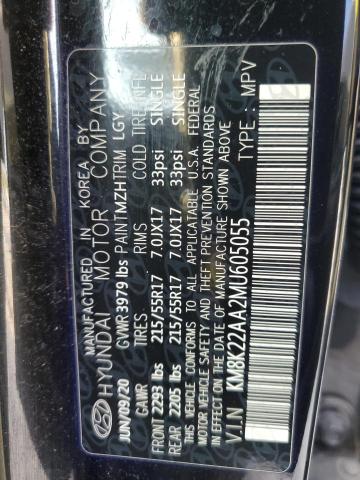 MANUFACTURED IN KOREA BY
HYUNDAI MOTOR COMPANY
JUN/09/20 GVWR 3979 lbs PAINT MZH TRIM LGY
GAWR TIRES RIMS COLD TIRE INFL
FRONT 2299 lbs 215/55R17 7.0JX17 33psi SINGLE
REAR 2205 lbs 215/55R17 7.0JX17 33psi SINGLE
THIS VEHICLE CONFORMS TO ALL APPLICABLE U.S.A. FEDERAL
MOTOR VEHICLE SAFETY AND THEFT PREVENTION STANDARDS
IN EFFECT ON THE DATE OF MANUFACTURE SHOWN ABOVE
V.I.N KM8K22AA2MU605055 TYPE : MPV